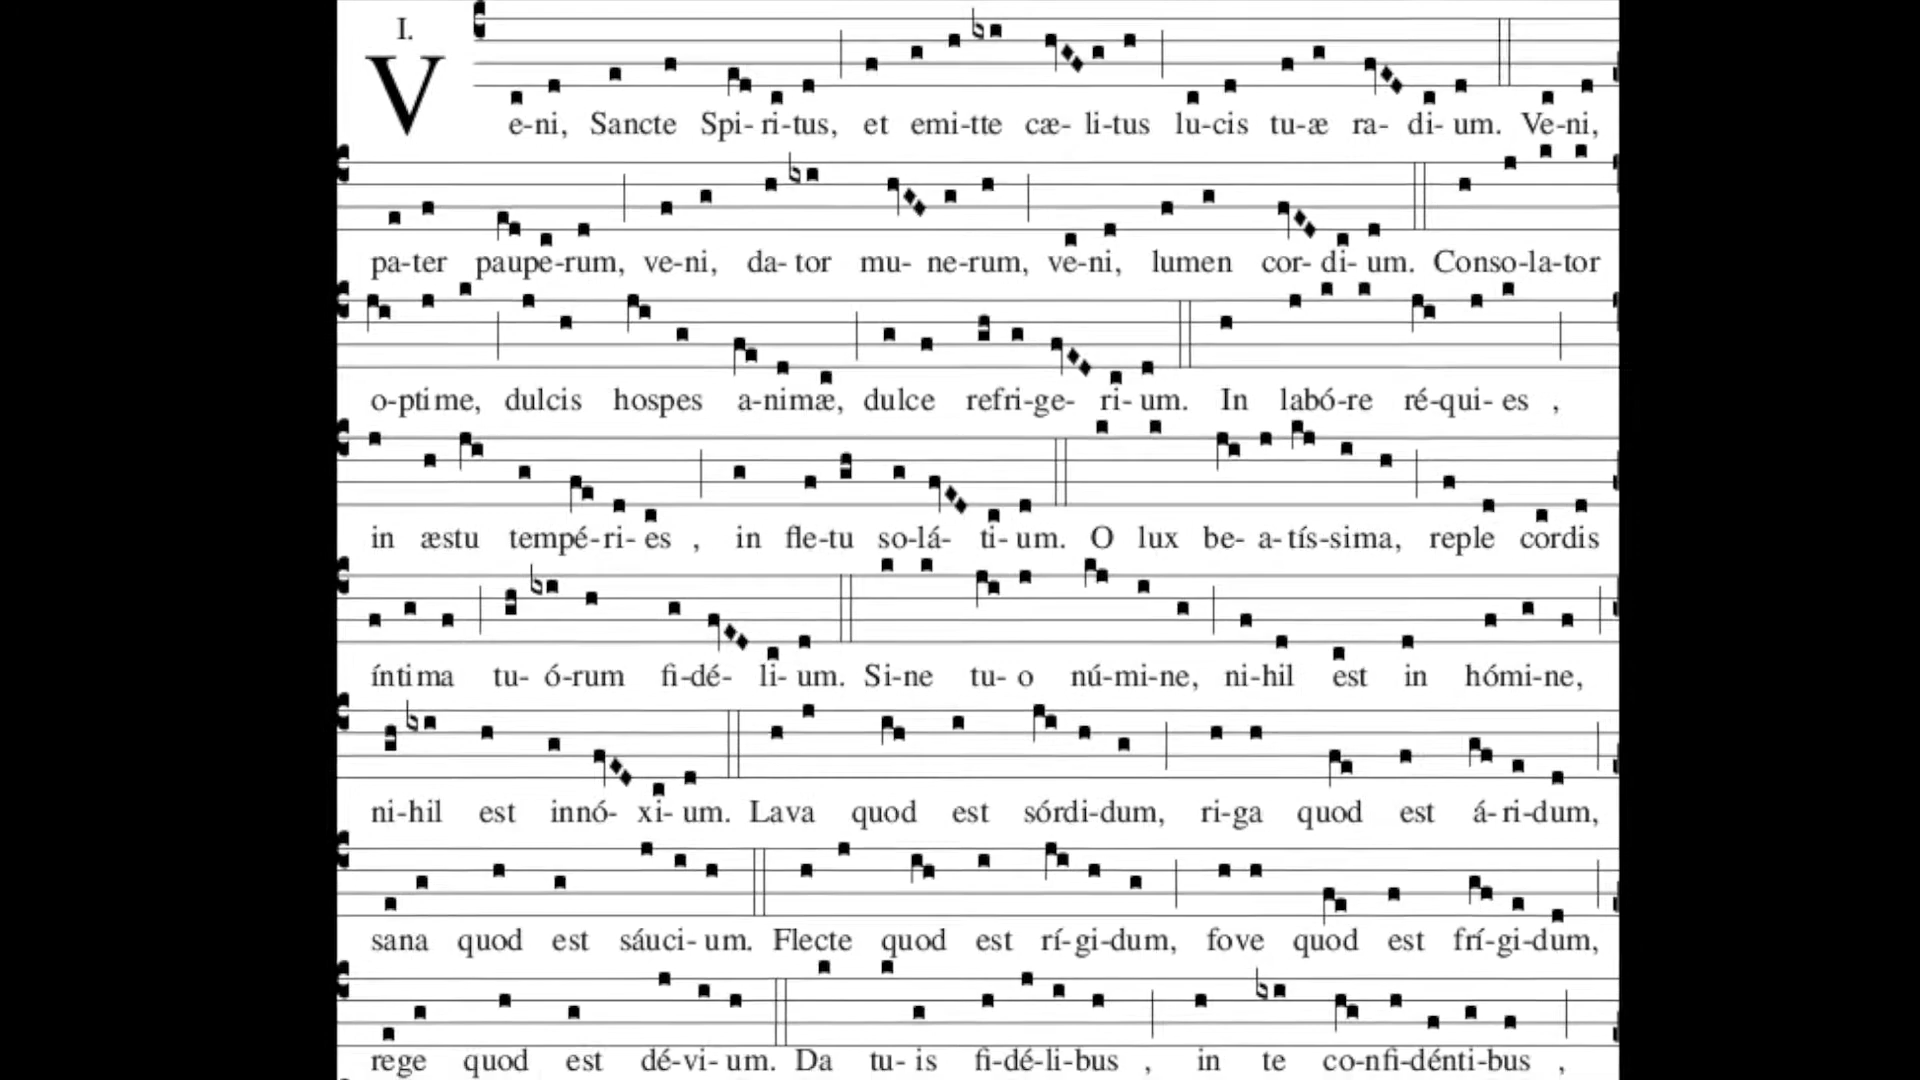 I.
Ve-ni, Sancte Spi-ri-tus, et emi-tte cæ-li-tus lu-cis tu-æ ra-di-um. Ve-ni,
pa-ter paupe-rum, ve-ni, da-tor mu-ne-rum, ve-ni, lumen cor-di-um. Conso-la-tor
o-ptime, dulcis hospes a-nimæ, dulce refri-ge-ri-um. In labó-re ré-qui-es ,
in æstu tempé-ri-es , in fle-tu so-lá-ti-um. O lux be-a-tís-sima, reple cordis
íntima tu-ó-rum fi-dé-li-um. Si-ne tu-o nú-mi-ne, ni-hil est in hómi-ne,
ni-hil est innó-xi-um. Lava quod est sórdi-dum, ri-ga quod est á-ri-dum,
sana quod est sáuci-um. Flecte quod est rí-gi-dum, fove quod est frí-gi-dum,
rege quod est dé-vi-um. Da tu-is fi-dé-li-bus , in te co-nfi-dénti-bus ,